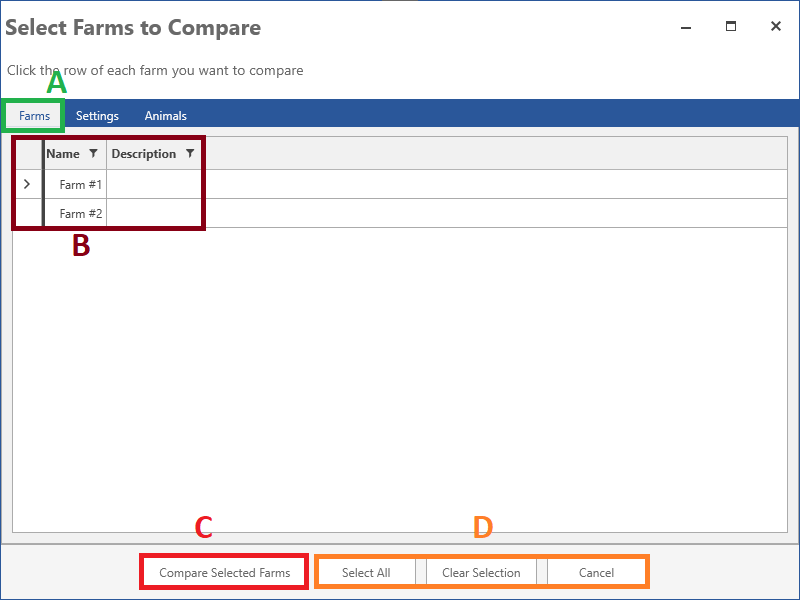 Select Farms to Compare
Click the row of each farm you want to compare
A
Farms Settings Animals
Name Description
Farm #1
Farm #2
B
C D
Compare Selected Farms Select All Clear Selection Cancel